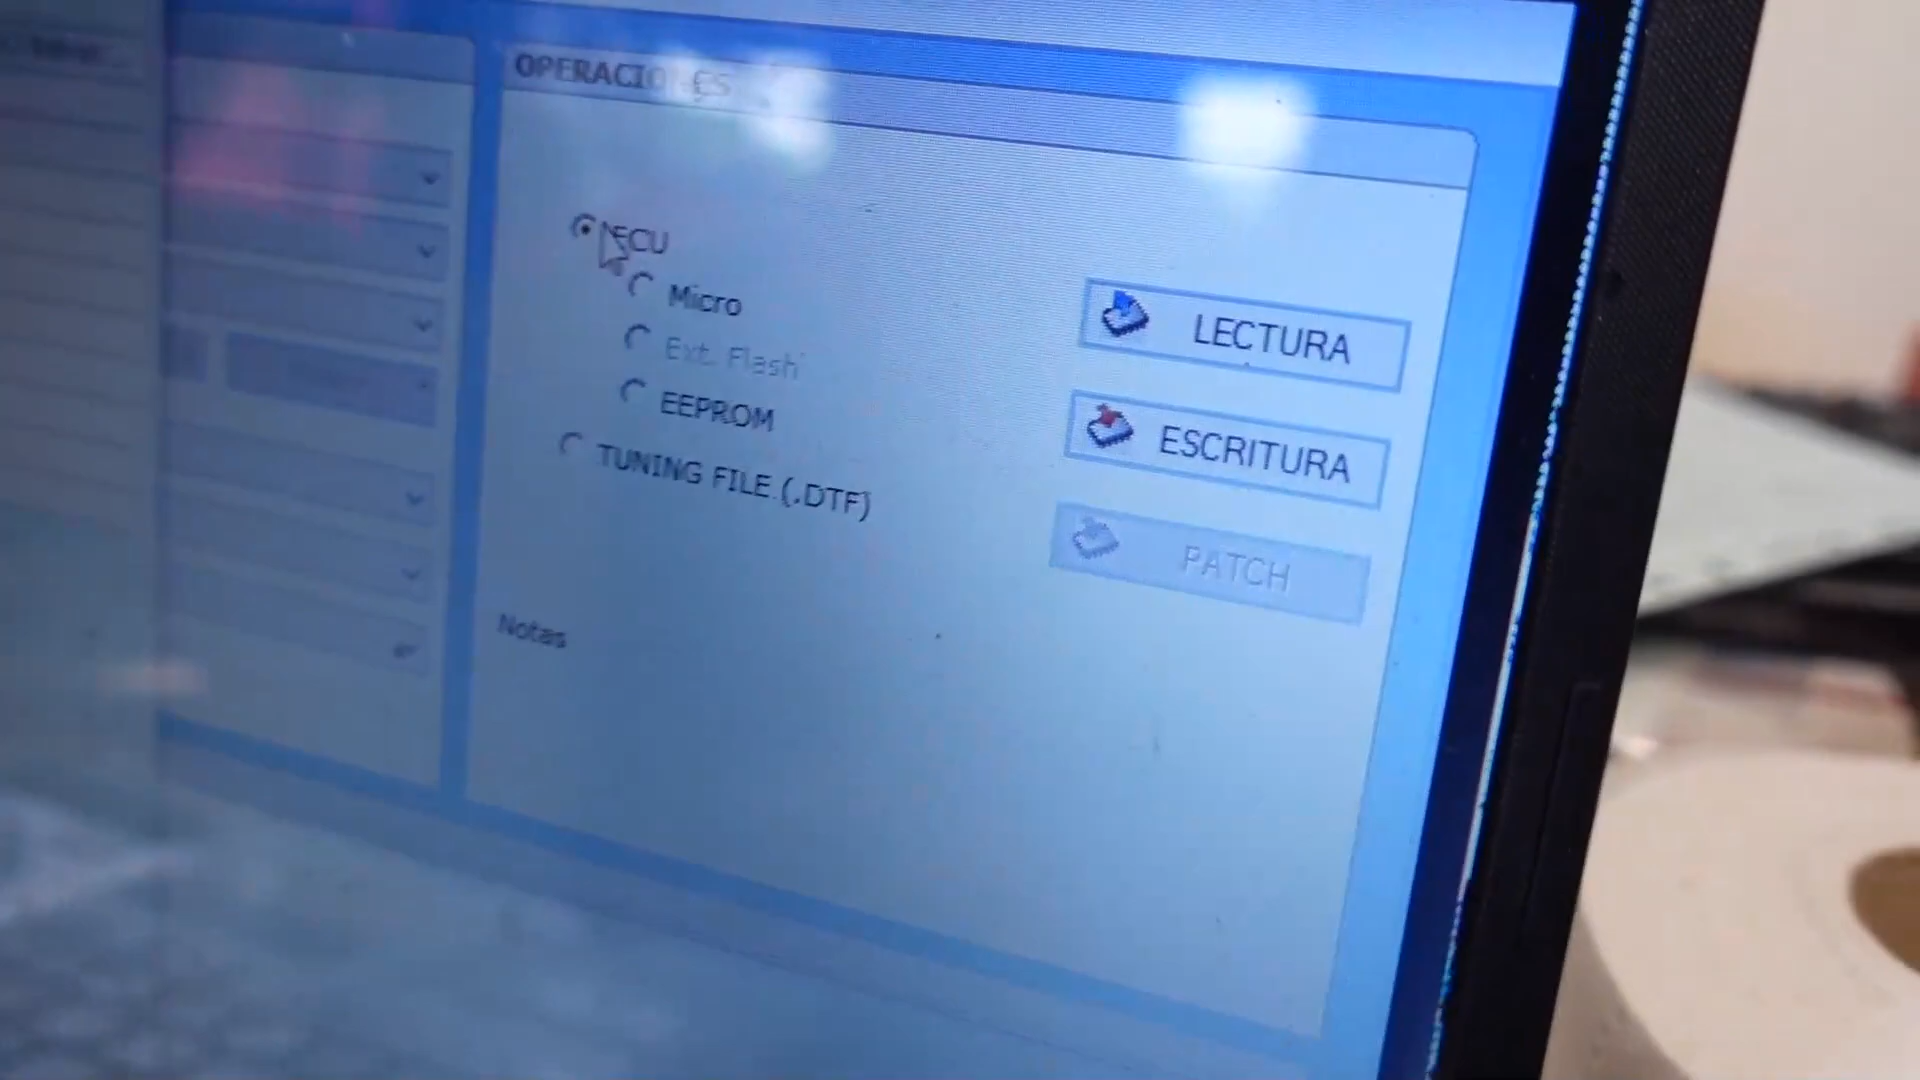 OPERACIONES
ECU
Micro
Ext. Flash
EEPROM
TUNING FILE (.DTF)
LECTURA
ESCRITURA
PATCH
Notas